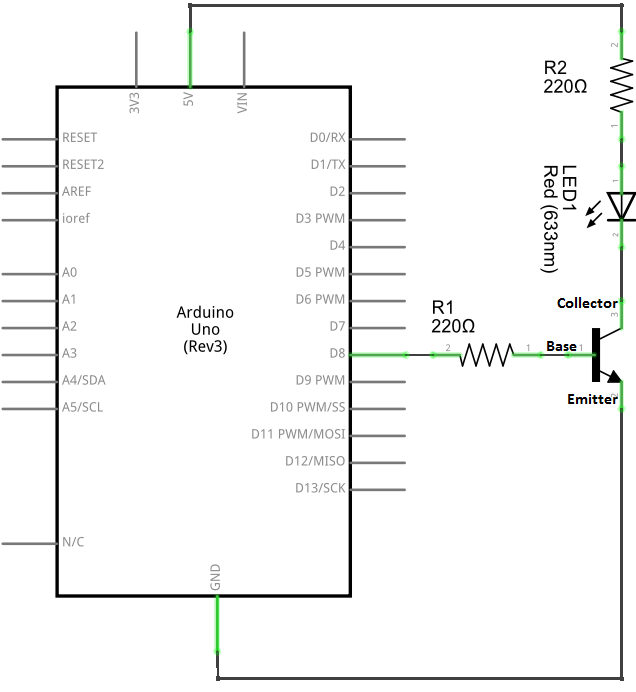 3V3
5V
VIN
RESET
RESET2
AREF
ioref
A0
A1
A2
A3
A4/SDA
A5/SCL
N/C
Arduino
Uno
(Rev3)
D0/RX
D1/TX
D2
D3 PWM
D4
D5 PWM
D6 PWM
D7
D8
D9 PWM
D10 PWM/SS
D11 PWM/MOSI
D12/MISO
D13/SCK
GND
R1
220Ω
2
1
Base
1
R2
220Ω
2
1
LED1
Red (633nm)
1
2
Collector
3
Emitter